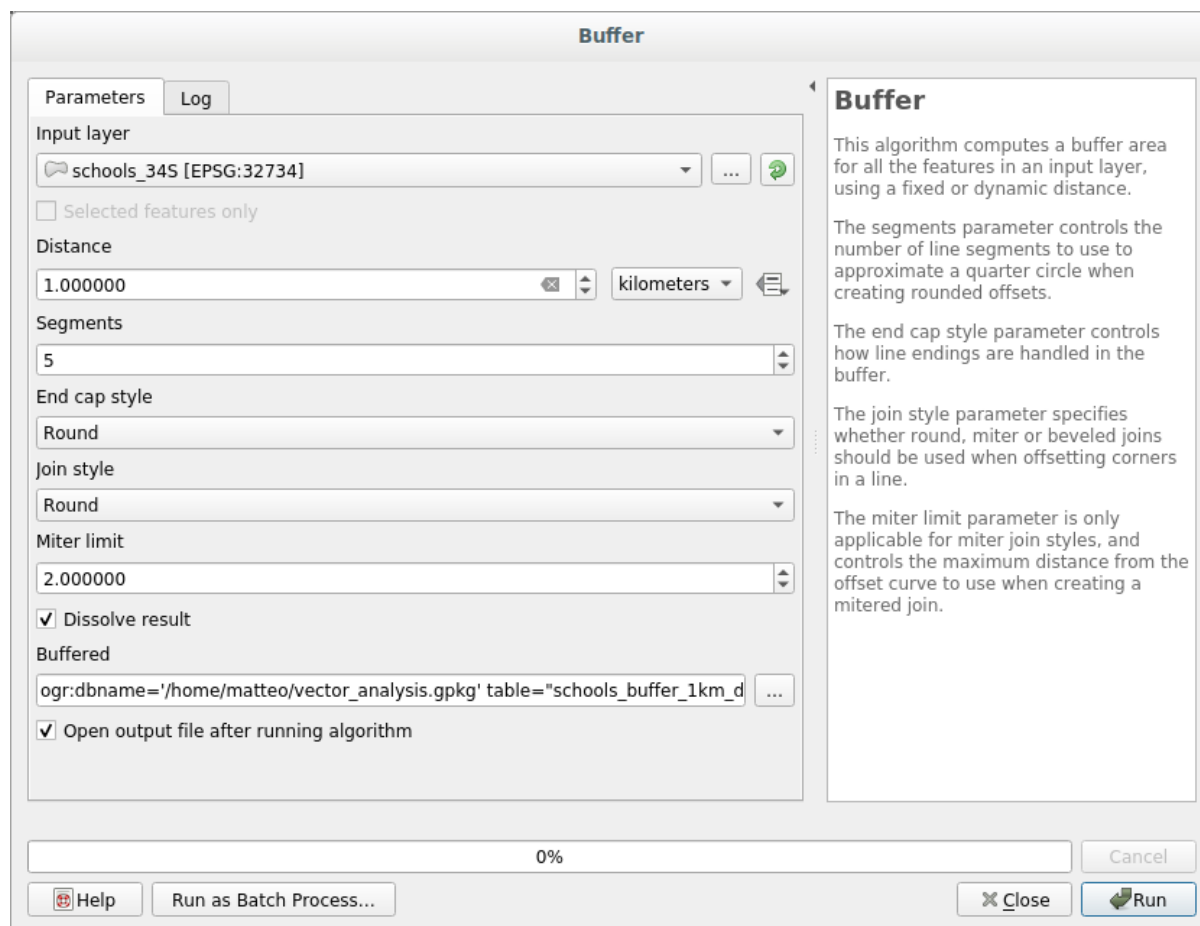 Buffer
Parameters
Log
Input layer
schools_34S [EPSG:32734]
...
Selected features only
Distance
1.000000
kilometers
Segments
5
End cap style
Round
Join style
Round
Miter limit
2.000000
Dissolve result
Buffered
ogr:dbname='/home/matteo/vector_analysis.gpkg' table="schools_buffer_1km_d
...
Open output file after running algorithm
Buffer
This algorithm computes a buffer area
for all the features in an input layer,
using a fixed or dynamic distance.
The segments parameter controls the
number of line segments to use to
approximate a quarter circle when
creating rounded offsets.
The end cap style parameter controls
how line endings are handled in the
buffer.
The join style parameter specifies
whether round, miter or beveled joins
should be used when offsetting corners
in a line.
The miter limit parameter is only
applicable for miter join styles, and
controls the maximum distance from the
offset curve to use when creating a
mitered join.
0%
Cancel
Help
Run as Batch Process...
Close
Run